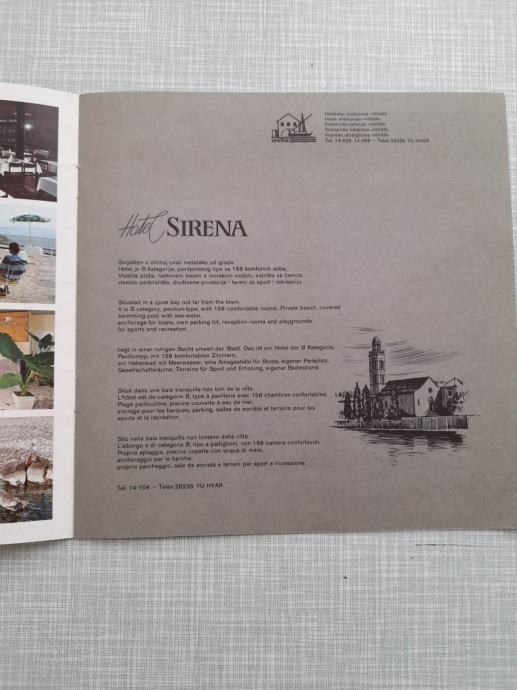 HVAR
Hotelsko poduzeće »HVAR«
Hotel enterprise »HVAR«
Hotelunternehmen »HVAR«
Entreprise hôtelière »HVAR«
Impresa alberghiera »HVAR«
Tel. 74-026, 74-066 – Telex 26235 YU HVAR
Hotel SIRENA
Smješten u mirnoj uvali nedaleko od grada.
Hotel je B kategorije, paviljonskog tipa sa 158 komfornih soba.
Vlastita plaža, natkriveni bazen s morskom vodom, sidrište za čamce,
vlastito parkiralište, društvene prostorije i tereni za sport i rekreaciju.
Situated in a quiet bay not far from the town.
It is B category, pavilion-type, with 158 comfortable rooms. Private beach, covered
swimming pool with sea-water,
anchorage for boats, own parking lot, reception rooms and playgrounds
for sports and recreation.
liegt in einer ruhigen Bucht unweit der Stadt. Das ist ein Hotel der B Kategorie,
Pavillontyp, mit 158 komfortablen Zimmern,
ein Hallenbad mit Meerwasser, eine Anlegestelle für Boote, eigener Parkplatz,
Gesellschafträume, Terrains für Sport und Erholung, eigener Badestrand.
Situe dans une baie tranquille non loin de la ville.
L'hôtel est de catégorie B, type à pavillons avec 158 chambres confortables.
Plage particulière, piscine couverte à eau de mer,
ancrage pour les barques, parking, salles de société et terrains pour les
sports et la récréation.
Sito nella baia tranquilla non lontano della città.
L'albergo è di categoria B, tipo a padiglioni, con 158 camere confortevoli.
Propria spiaggia, piscina coperta con acqua di mare,
anchoraggio per le barche,
proprio parcheggio, sale da società e terreni per sport e ricreazione.
Tel. 74-104 – Telex 26235 YU HVAR